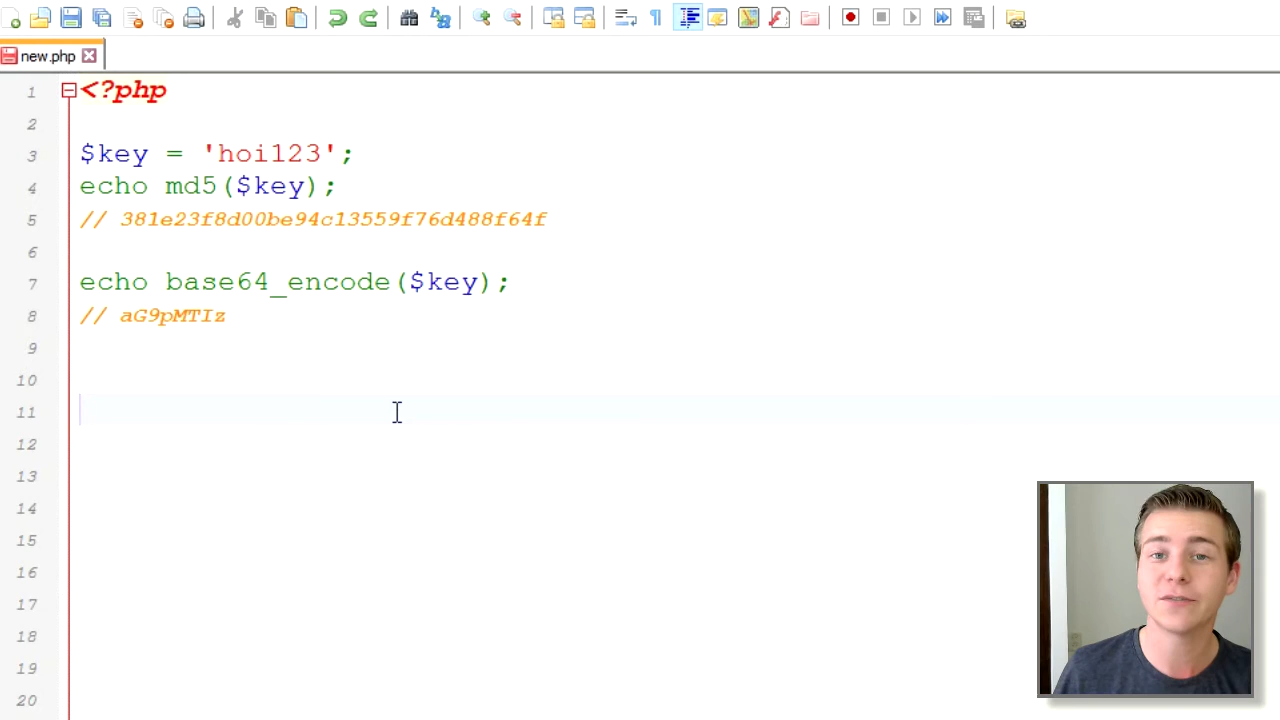 new.php
1 <?php
2
3 $key = 'hoi123';
4 echo md5($key);
5 // 381e23f8d00be94c13559f76d488f64f
6
7 echo base64_encode($key);
8 // aG9pMTIz
9
10
11
12
13
14
15
16
17
18
19
20